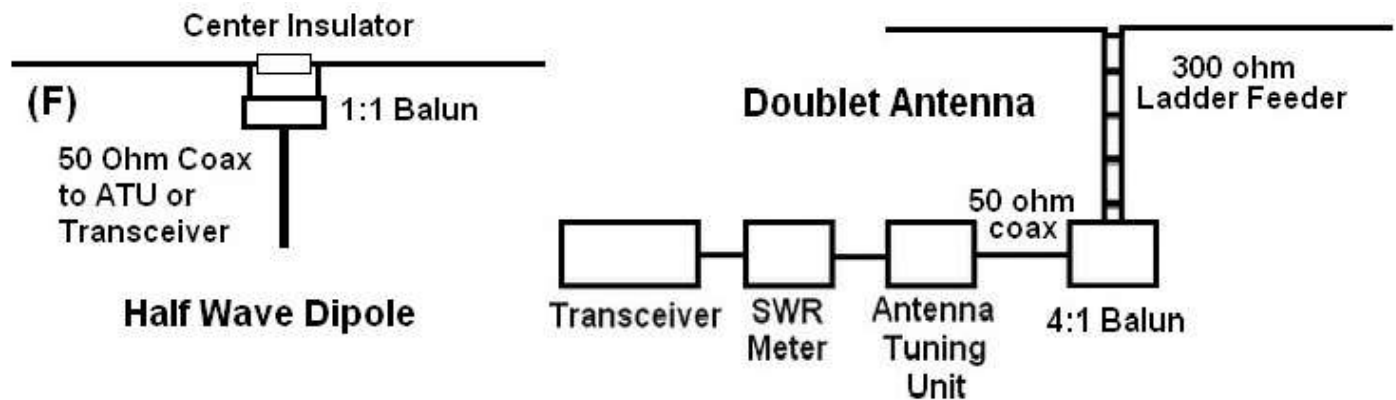 Center Insulator
(F)
1:1 Balun
50 Ohm Coax
to ATU or
Transceiver
Half Wave Dipole
Doublet Antenna
300 ohm
Ladder Feeder
50 ohm
coax
Transceiver
SWR
Meter
Antenna
Tuning
Unit
4:1 Balun